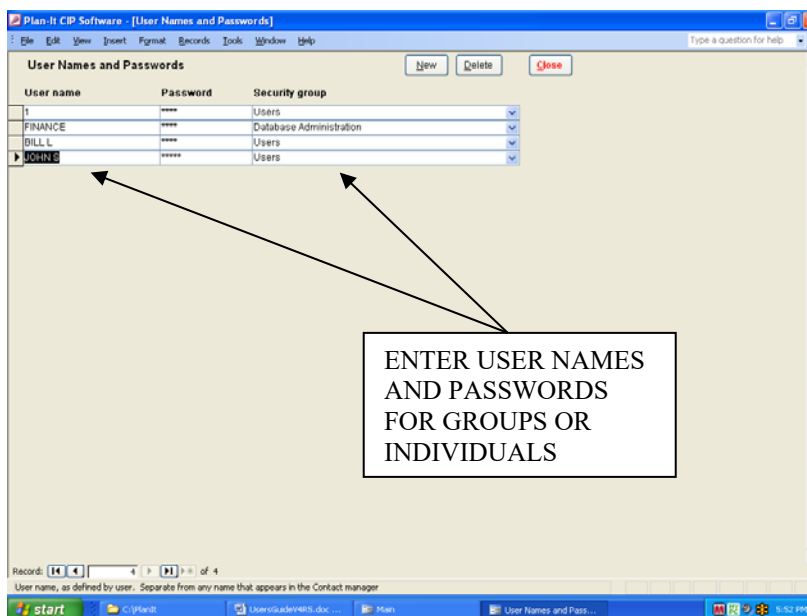 Plan-It CIP Software - [User Names and Passwords]
File Edit View Insert Format Records Tools Window Help Type a question for help
User Names and Passwords New Delete Close
User name Password Security group
1 **** Users
FINANCE **** Database Administration
BILL L **** Users
JOHN S ***** Users
ENTER USER NAMES
AND PASSWORDS
FOR GROUPS OR
INDIVIDUALS
Record: 4 of 4
User name, as defined by user. Separate from any name that appears in the Contact manager
start C:\PlanIt UsersGuideV4RS.doc ... Main User Names and Pass... 5:52 PM